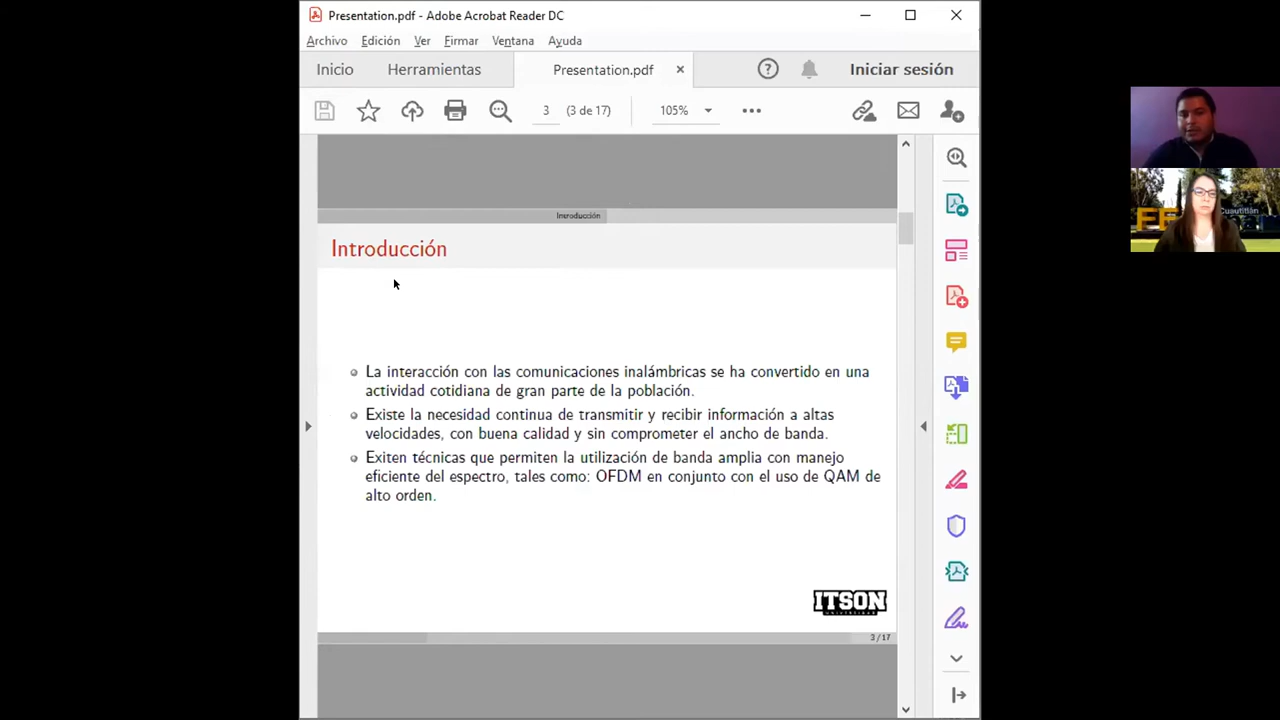 Presentation.pdf - Adobe Acrobat Reader DC
Archivo Edición Ver Firmar Ventana Ayuda
Inicio Herramientas Presentation.pdf Iniciar sesión
3 (3 de 17) 105%
Introducción
Introducción
La interacción con las comunicaciones inalámbricas se ha convertido en una
actividad cotidiana de gran parte de la población.
Existe la necesidad continua de transmitir y recibir información a altas
velocidades, con buena calidad y sin comprometer el ancho de banda.
Exiten técnicas que permiten la utilización de banda amplia con manejo
eficiente del espectro, tales como: OFDM en conjunto con el uso de QAM de
alto orden.
ITSON
UNIVERSIDAD
3/17
Cuautitlán